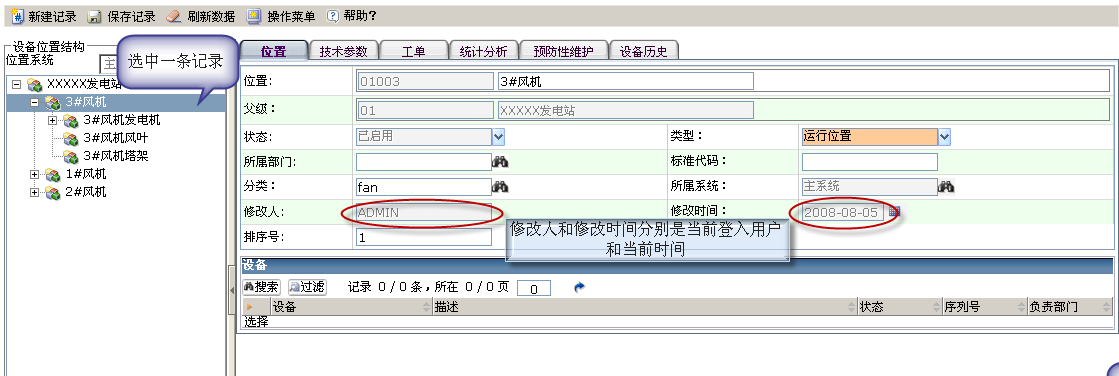 新建记录 保存记录 刷新数据 操作菜单 帮助?
设备位置结构
位置系统 主
选中一条记录
XXXXX发电站
3#风机
3#风机发电机
3#风机风叶
3#风机塔架
1#风机
2#风机
位置 技术参数 工单 统计分析 预防性维护 设备历史
位置: 01003 3#风机
父级: 01 XXXXX发电站
状态: 已启用 类型: 运行位置
所属部门: 标准代码:
分类: fan 所属系统: 主系统
修改人: ADMIN 修改时间: 2008-08-05
排序号: 1
修改人和修改时间分别是当前登入用户
和当前时间
设备
搜索 过滤 记录 0 / 0 条,所在 0 / 0 页 0
设备 描述 状态 序列号 负责部门
选择